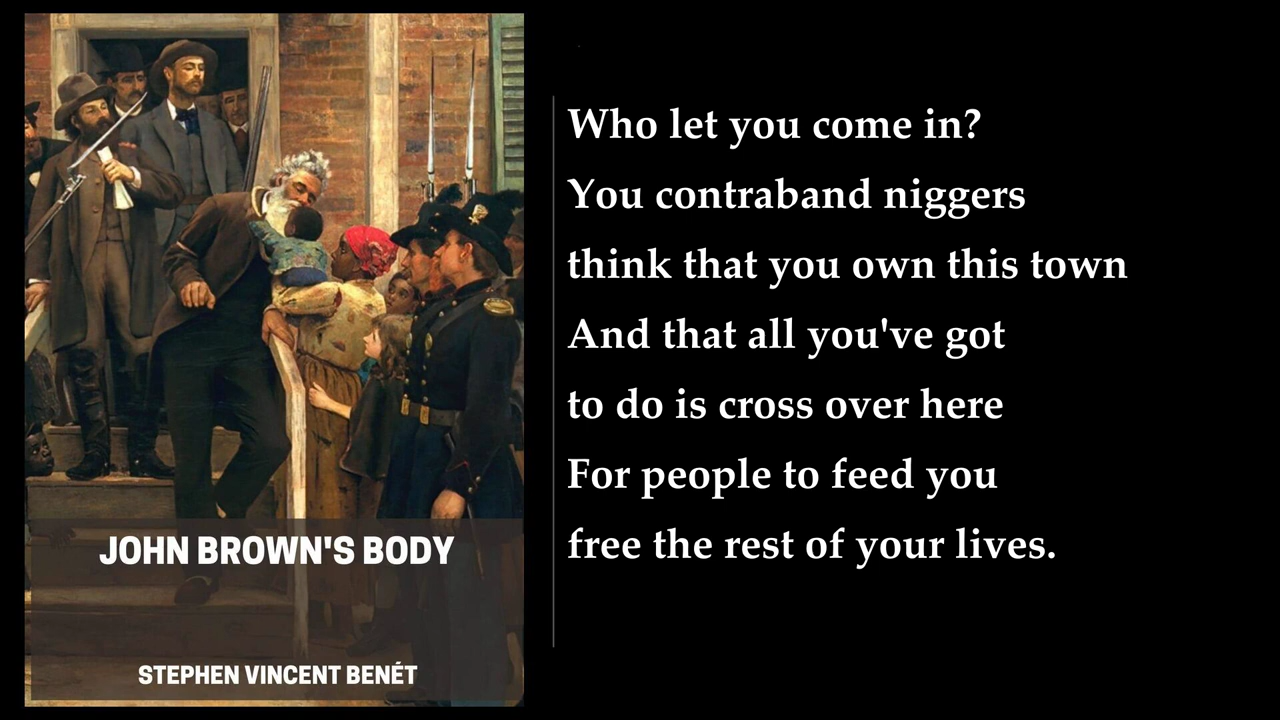 JOHN BROWN'S BODY
STEPHEN VINCENT BENÉT
Who let you come in?
You contraband niggers
think that you own this town
And that all you've got
to do is cross over here
For people to feed you
free the rest of your lives.